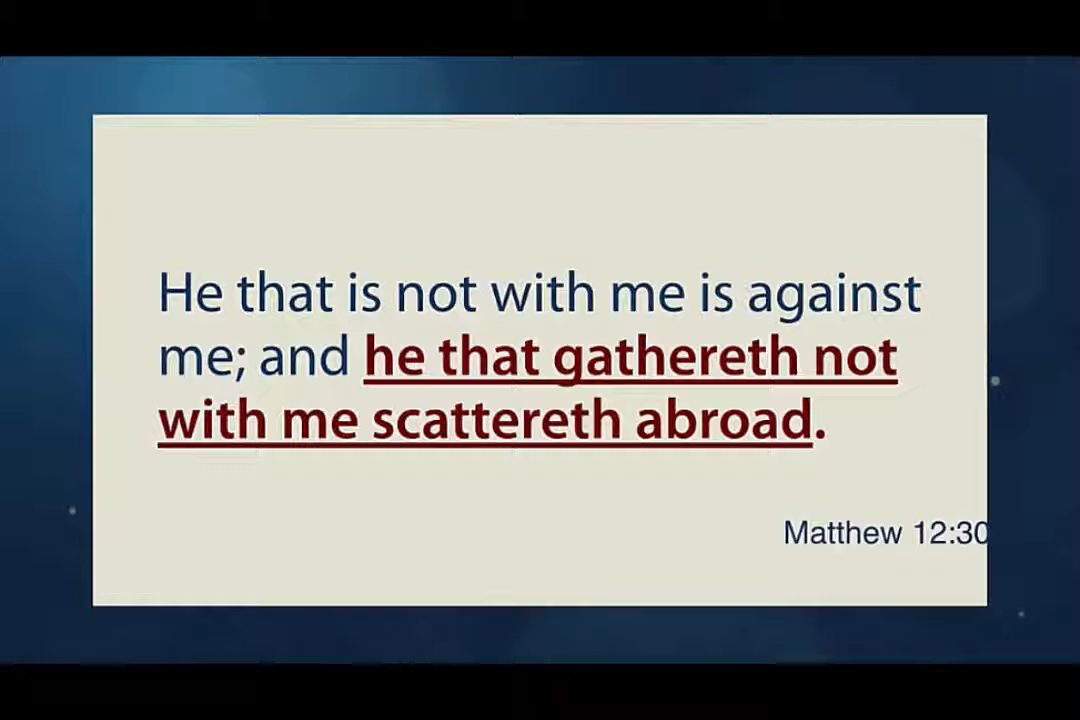 He that is not with me is against
me; and he that gathereth not
with me scattereth abroad.
Matthew 12:30